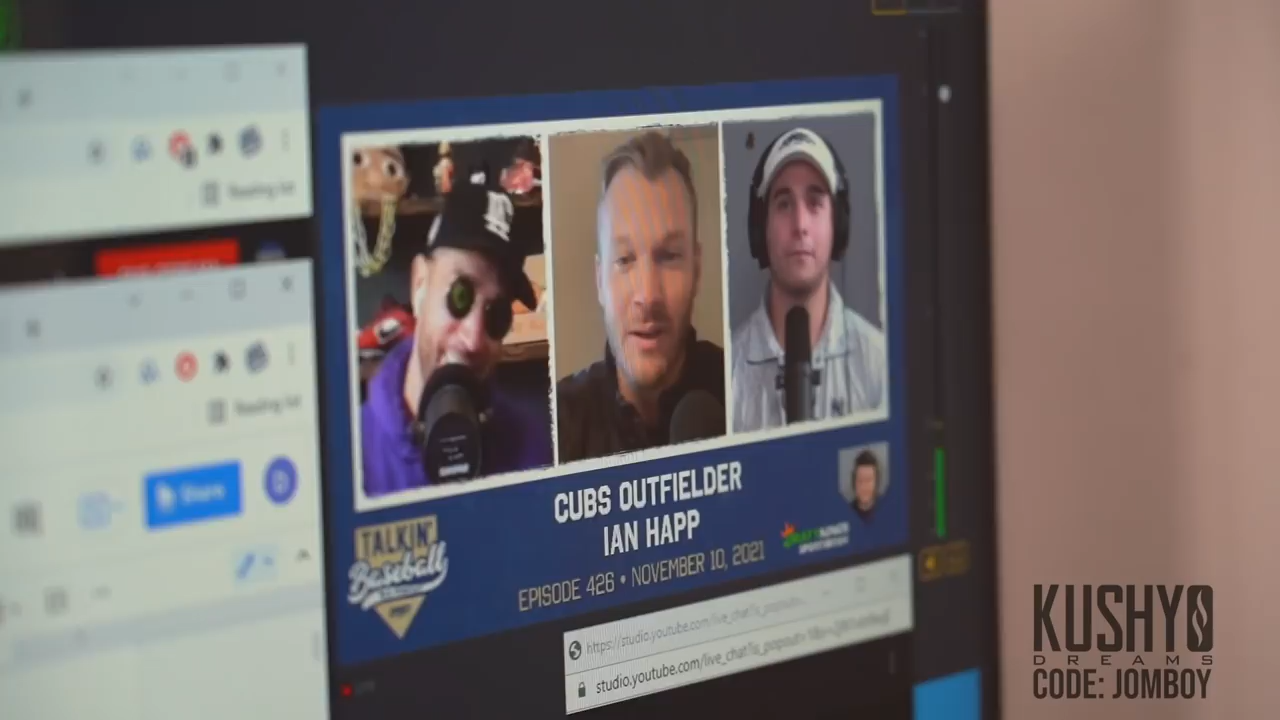 Reading list
Reading list
Share
D
TALKIN'
Baseball
CUBS OUTFIELDER
IAN HAPP
EPISODE 426 • NOVEMBER 10, 2021
https://studio.youtube.com/live_chat?is_popout=
studio.youtube.com/live_chat?is_popout=
KUSHY
DREAMS
CODE: JOMBOY